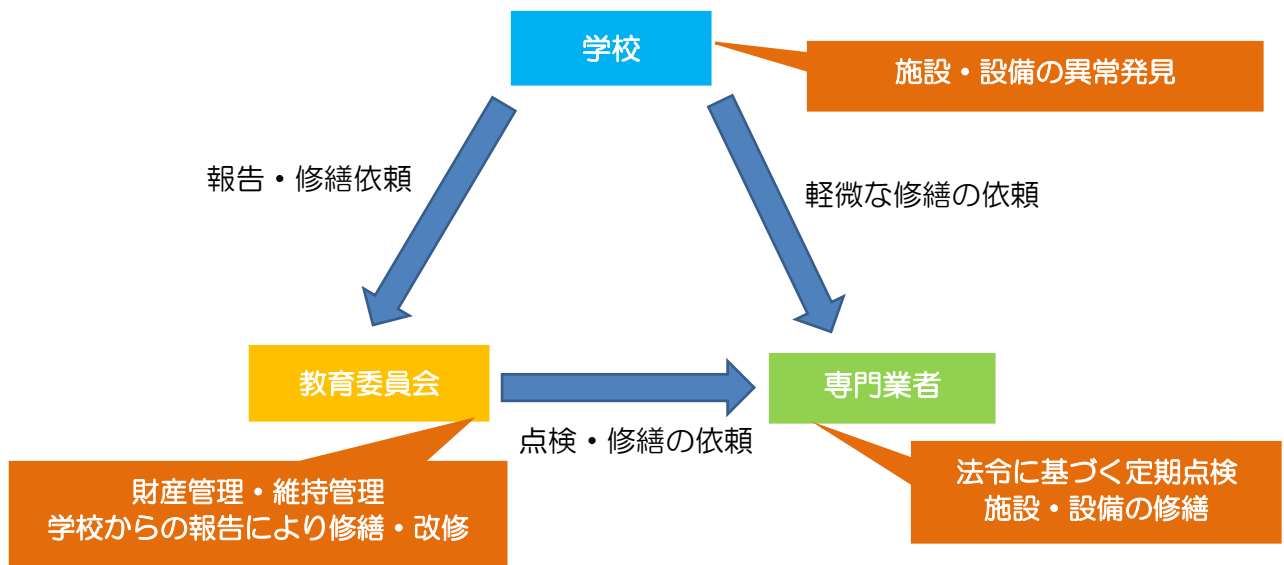 学校
施設・設備の異常発見
報告・修繕依頼
軽微な修繕の依頼
教育委員会
専門業者
点検・修繕の依頼
財産管理・維持管理
学校からの報告により修繕・改修
法令に基づく定期点検
施設・設備の修繕